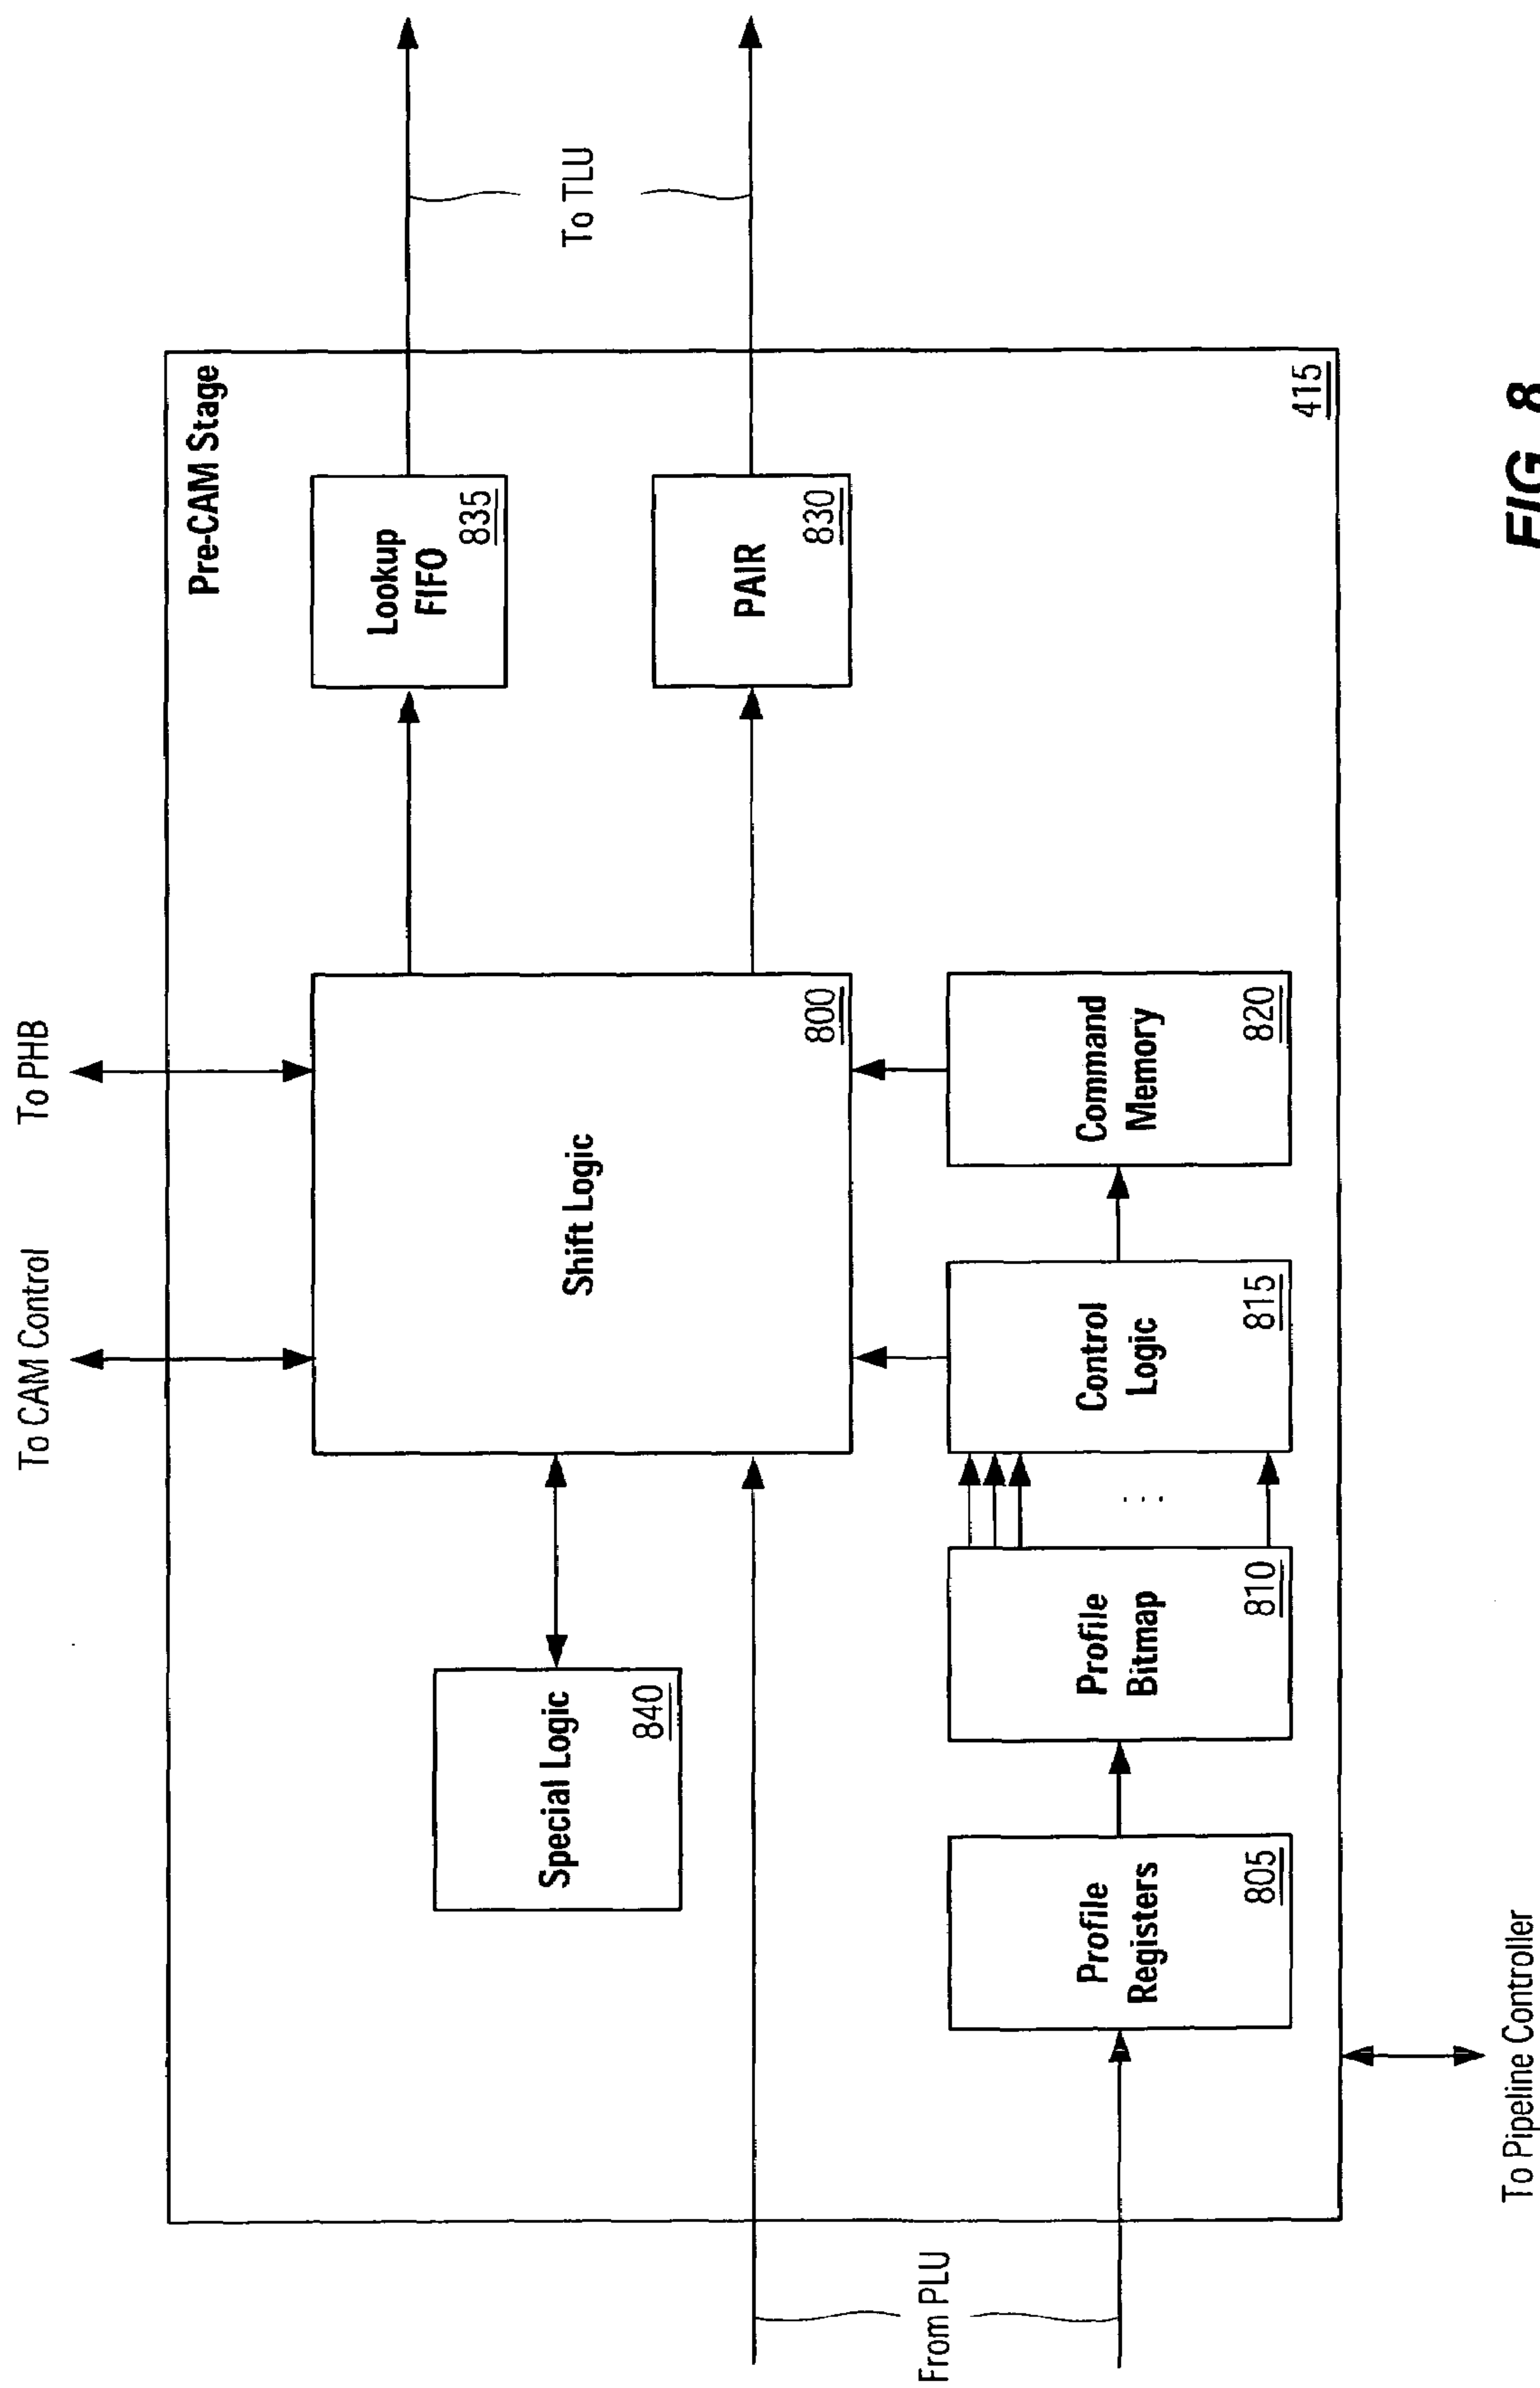 To CAM Control
To PHB
Pre-CAM Stage
Special Logic
840
Shift Logic
800
Lookup
FIFO
835
PAIR
830
To TLU
From PLU
Profile
Registers
805
Profile
Bitmap
810
...
Control
Logic
815
Command
Memory
820
415
To Pipeline Controller
FIG. 8